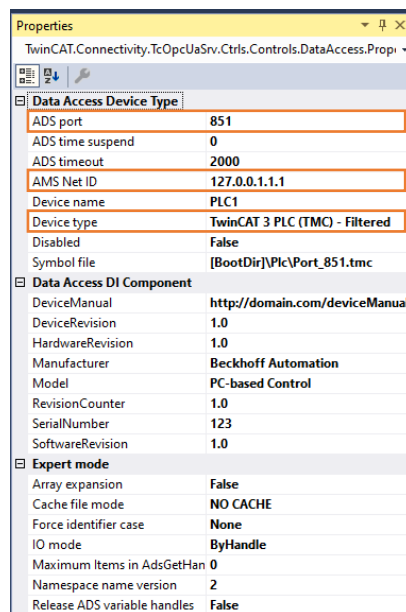 Properties
TwinCAT.Connectivity.TcOpcUaSrv.Ctrls.Controls.DataAccess.Prope
Data Access Device Type
ADS port 851
ADS time suspend 0
ADS timeout 2000
AMS Net ID 127.0.0.1.1.1
Device name PLC1
Device type TwinCAT 3 PLC (TMC) - Filtered
Disabled False
Symbol file [BootDir]\Plc\Port_851.tmc
Data Access DI Component
DeviceManual http://domain.com/deviceManual
DeviceRevision 1.0
HardwareRevision 1.0
Manufacturer Beckhoff Automation
Model PC-based Control
RevisionCounter 1.0
SerialNumber 123
SoftwareRevision 1.0
Expert mode
Array expansion False
Cache file mode NO CACHE
Force identifier case None
IO mode ByHandle
Maximum Items in AdsGetHan 0
Namespace name version 2
Release ADS variable handles False